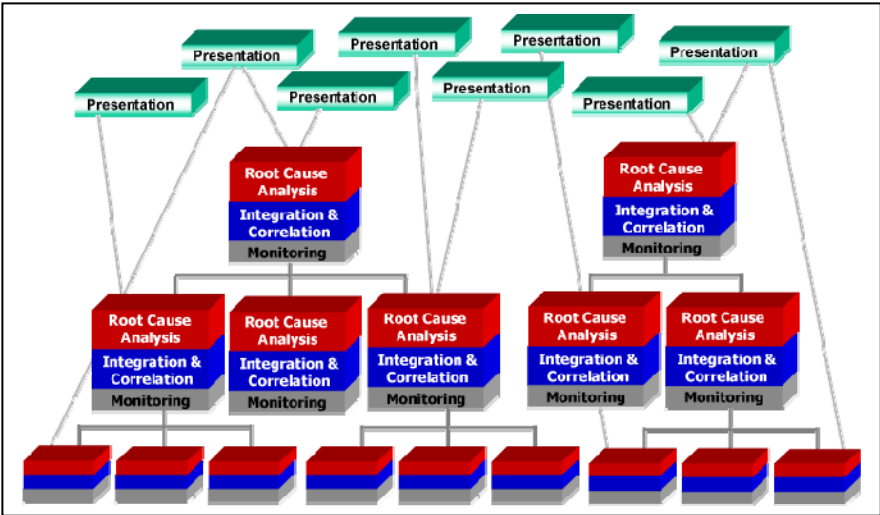 Presentation
Presentation
Presentation
Presentation
Presentation
Presentation
Presentation
Presentation
Root Cause
Analysis
Integration &
Correlation
Monitoring
Root Cause
Analysis
Integration &
Correlation
Monitoring
Root Cause
Analysis
Integration &
Correlation
Monitoring
Root Cause
Analysis
Integration &
Correlation
Monitoring
Root Cause
Analysis
Integration &
Correlation
Monitoring
Root Cause
Analysis
Integration &
Correlation
Monitoring
Root Cause
Analysis
Integration &
Correlation
Monitoring